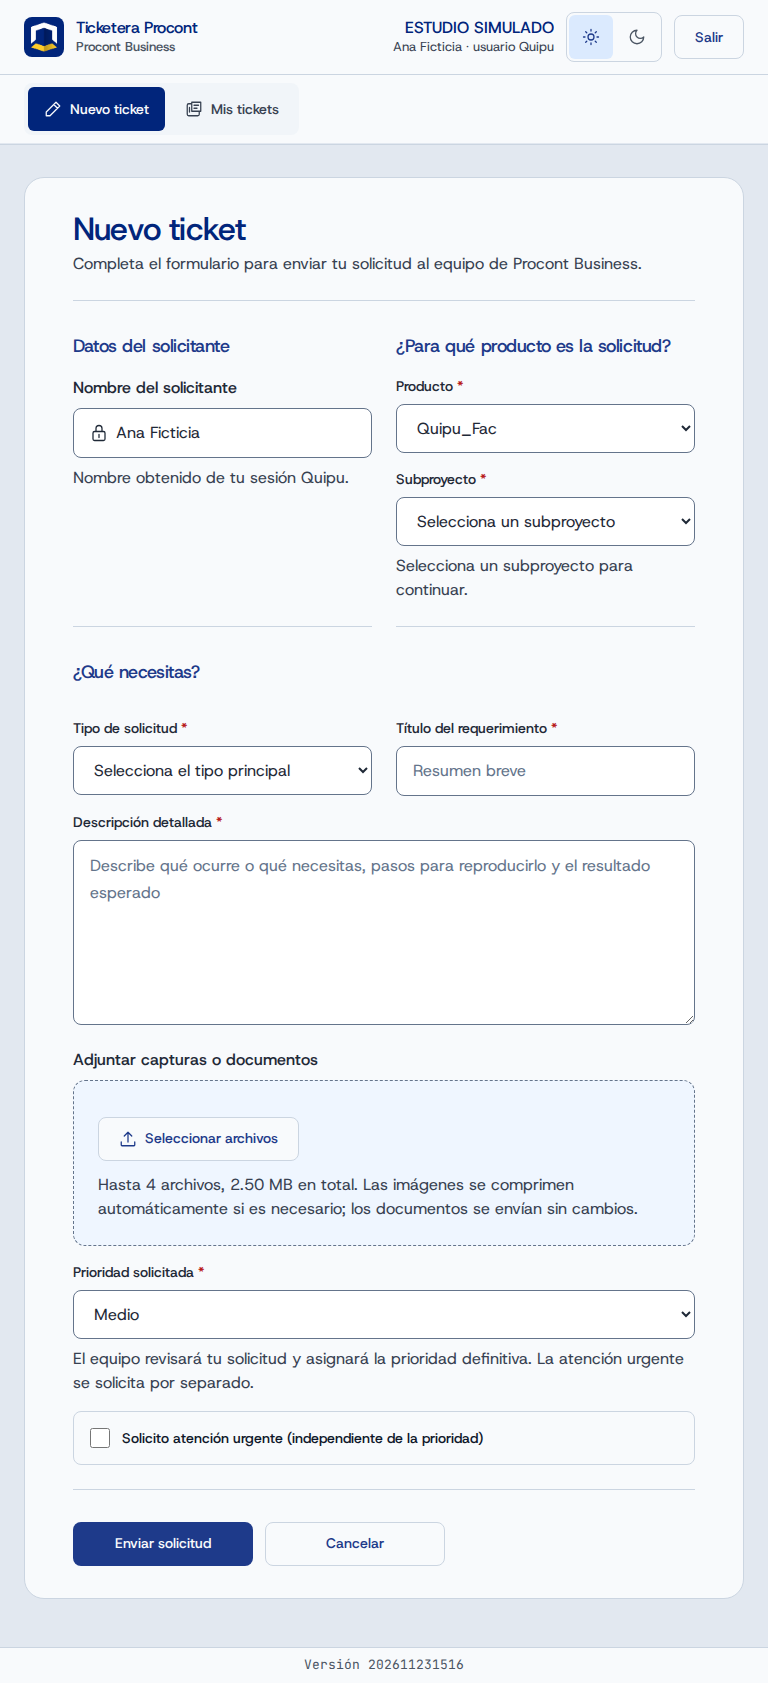 Ticketera Procont
Procont Business
ESTUDIO SIMULADO
Ana Ficticia · usuario Quipu
Salir
Nuevo ticket
Mis tickets
Nuevo ticket
Completa el formulario para enviar tu solicitud al equipo de Procont Business.
Datos del solicitante
Nombre del solicitante
Ana Ficticia
Nombre obtenido de tu sesión Quipu.
¿Para qué producto es la solicitud?
Producto *
Quipu_Fac
Subproyecto *
Selecciona un subproyecto
Selecciona un subproyecto para
continuar.
¿Qué necesitas?
Tipo de solicitud *
Selecciona el tipo principal
Título del requerimiento *
Resumen breve
Descripción detallada *
Describe qué ocurre o qué necesitas, pasos para reproducirlo y el resultado
esperado
Adjuntar capturas o documentos
Seleccionar archivos
Hasta 4 archivos, 2.50 MB en total. Las imágenes se comprimen
automáticamente si es necesario; los documentos se envían sin cambios.
Prioridad solicitada *
Medio
El equipo revisará tu solicitud y asignará la prioridad definitiva. La atención urgente
se solicita por separado.
Solicito atención urgente (independiente de la prioridad)
Enviar solicitud
Cancelar
Versión 202611231516